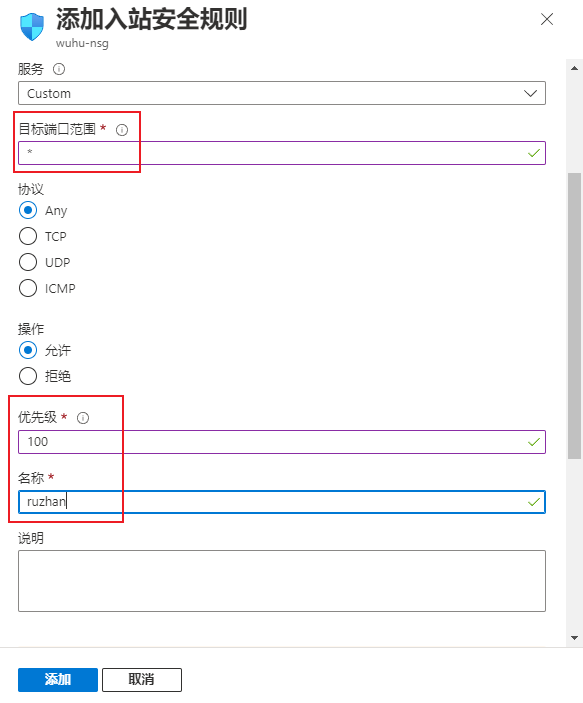 添加入站安全规则
wuhu-nsg
服务
Custom
目标端口范围 *
*
协议
Any
TCP
UDP
ICMP
操作
允许
拒绝
优先级 *
100
名称 *
ruzhan
说明
添加
取消